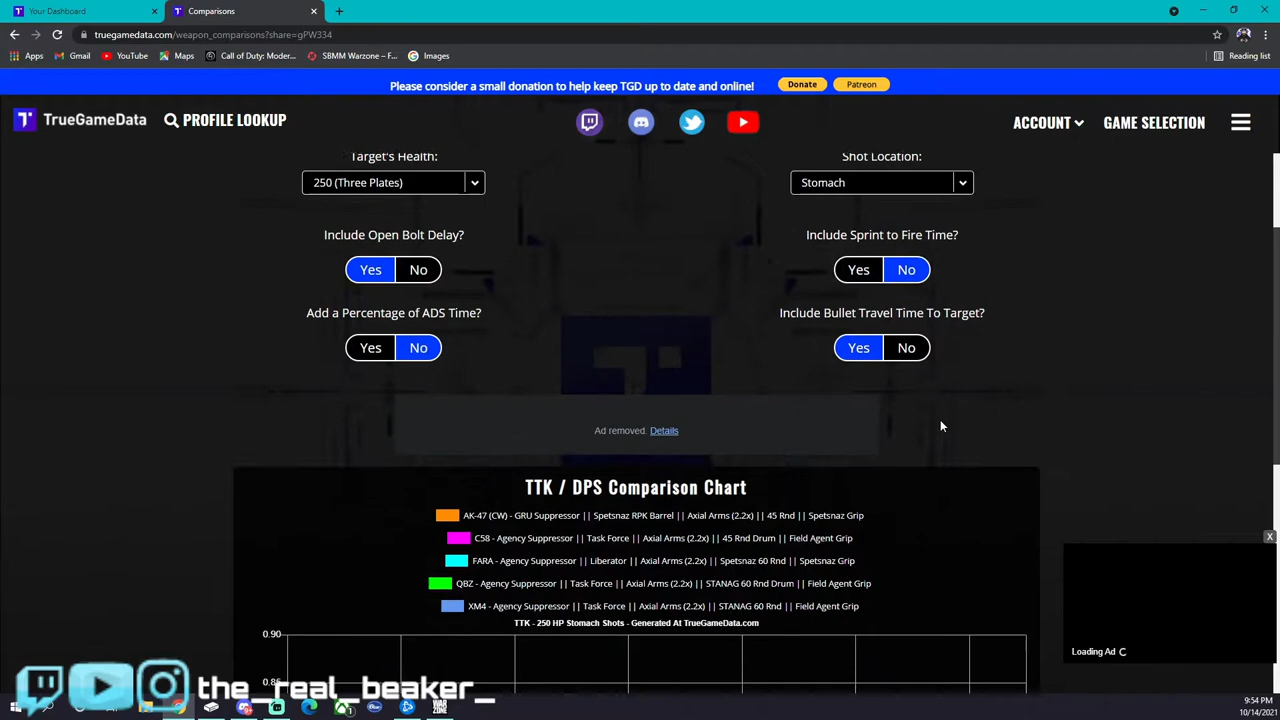 Your Dashboard
Comparisons
truegamedata.com/weapon_comparisons?share=gPW334
Apps
Gmail
YouTube
Maps
Call of Duty: Moder...
SBMM Warzone – F...
Images
Reading list
Please consider a small donation to help keep TGD up to date and online!
Donate
Patreon
TrueGameData
PROFILE LOOKUP
ACCOUNT
GAME SELECTION
Target's Health:
Shot Location:
250 (Three Plates)
Stomach
Include Open Bolt Delay?
Include Sprint to Fire Time?
Yes No
Yes No
Add a Percentage of ADS Time?
Include Bullet Travel Time To Target?
Yes No
Yes No
Ad removed. Details
TTK / DPS Comparison Chart
AK-47 (CW) - GRU Suppressor || Spetsnaz RPK Barrel || Axial Arms (2.2x) || 45 Rnd || Spetsnaz Grip
C58 - Agency Suppressor || Task Force || Axial Arms (2.2x) || 45 Rnd Drum || Field Agent Grip
FARA - Agency Suppressor || Liberator || Axial Arms (2.2x) || Spetsnaz 60 Rnd || Spetsnaz Grip
QBZ - Agency Suppressor || Task Force || Axial Arms (2.2x) || STANAG 60 Rnd Drum || Field Agent Grip
XM4 - Agency Suppressor || Task Force || Axial Arms (2.2x) || STANAG 60 Rnd || Field Agent Grip
TTK - 250 HP Stomach Shots - Generated At TrueGameData.com
0.90
0.85
X
Loading Ad
the_real_beaker_
WAR
ZONE
9:54 PM
10/14/2021